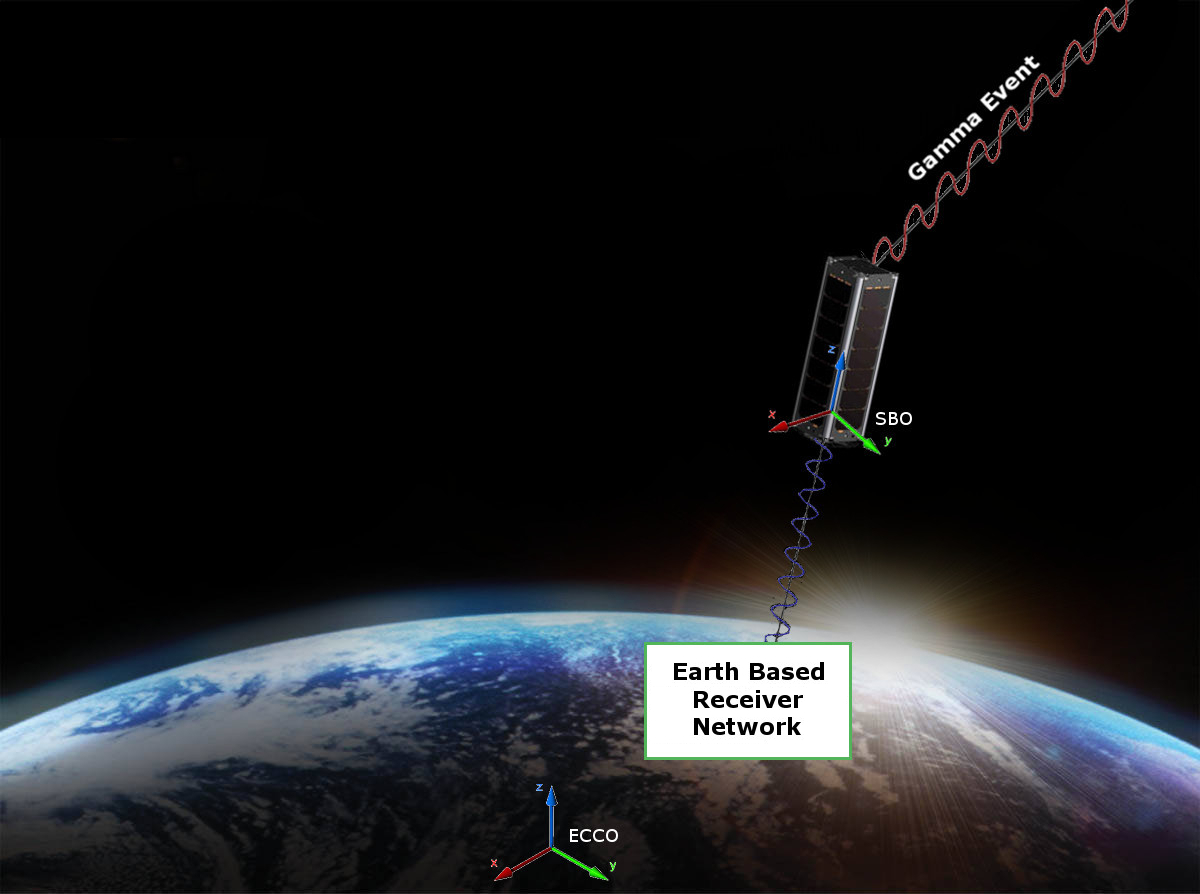 Gamma Event
z
x
SBO
y
Earth Based
Receiver
Network
z
ECCO
x
y